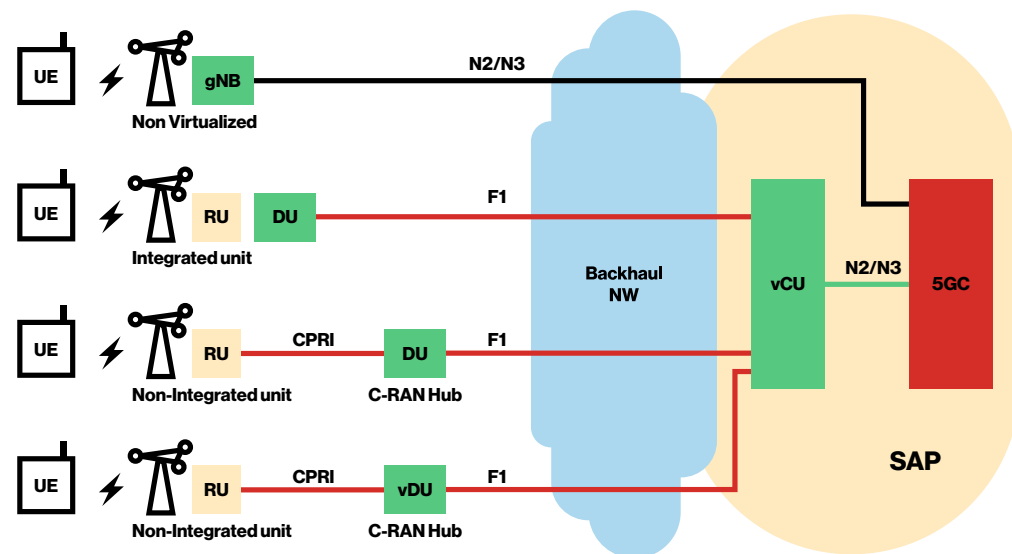 UE
gNB
N2/N3
Non Virtualized
UE
RU
DU
F1
Integrated unit
Backhaul
NW
vCU
N2/N3
5GC
UE
RU
CPRI
DU
F1
Non-Integrated unit
C-RAN Hub
SAP
UE
RU
CPRI
vDU
F1
Non-Integrated unit
C-RAN Hub